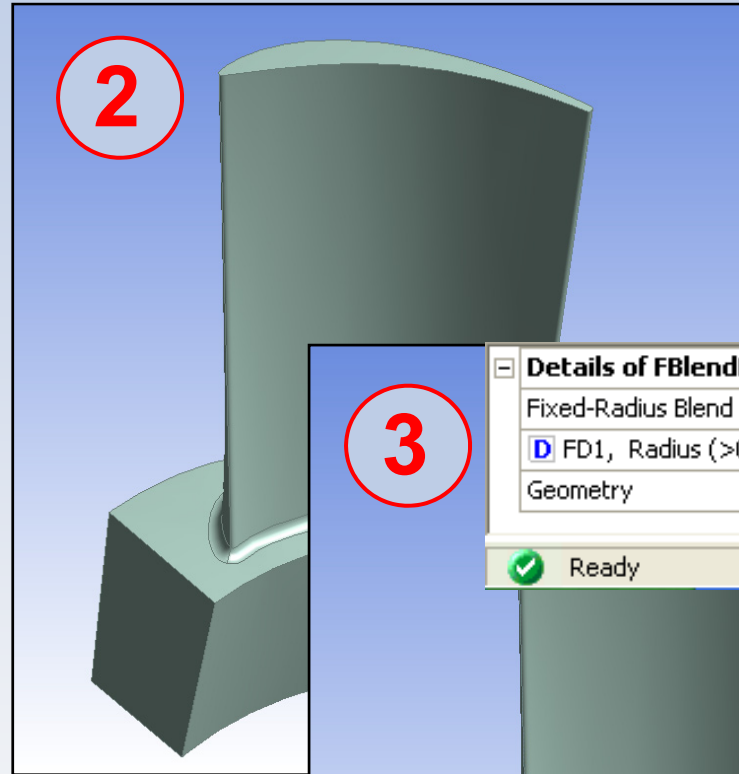 2
3
Details of FBlend
Fixed-Radius Blend
D FD1, Radius (>
Geometry
Ready